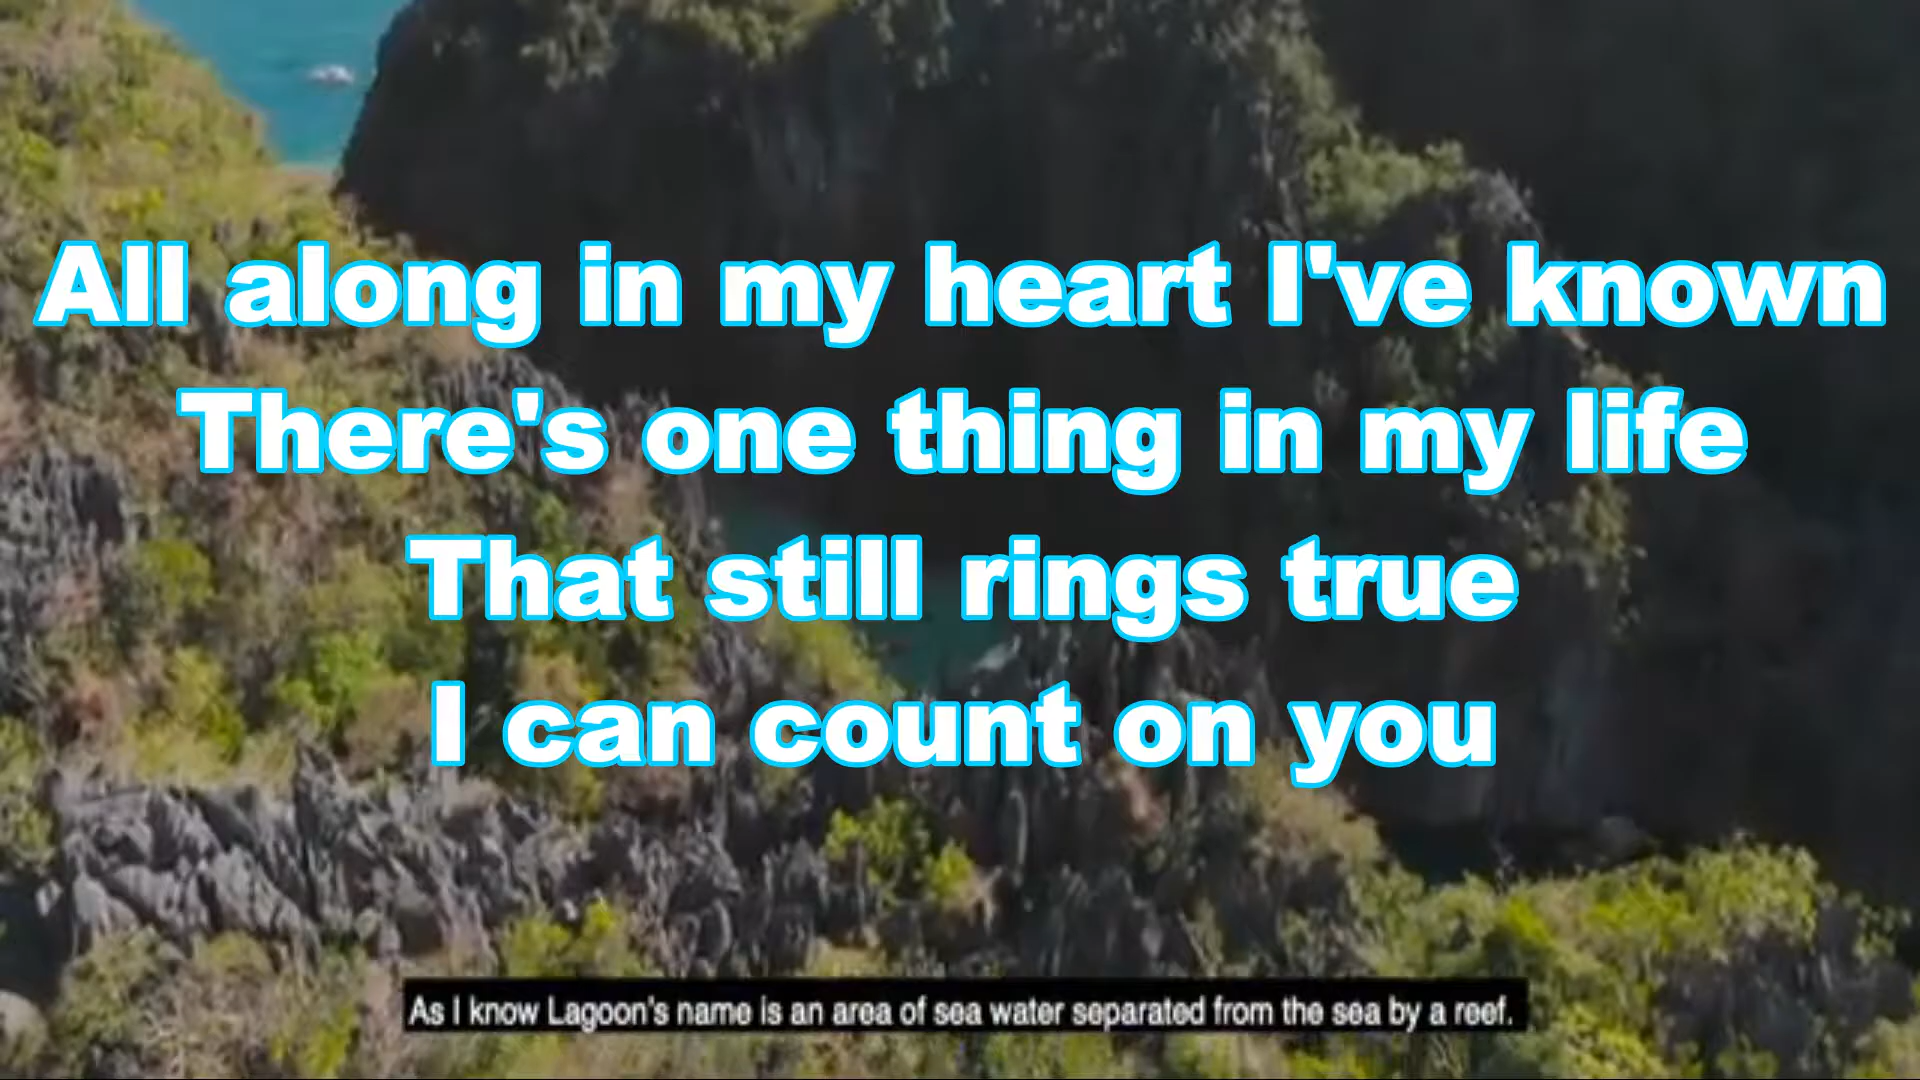 All along in my heart I've known
There's one thing in my life
That still rings true
I can count on you
As I know Lagoon's name is an area of sea water separated from the sea by a reef.